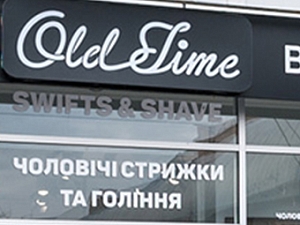 Old Time
B
SWIFTS & SHAVE
ЧОЛОВІЧІ СТРИЖКИ
ТА ГОЛІННЯ